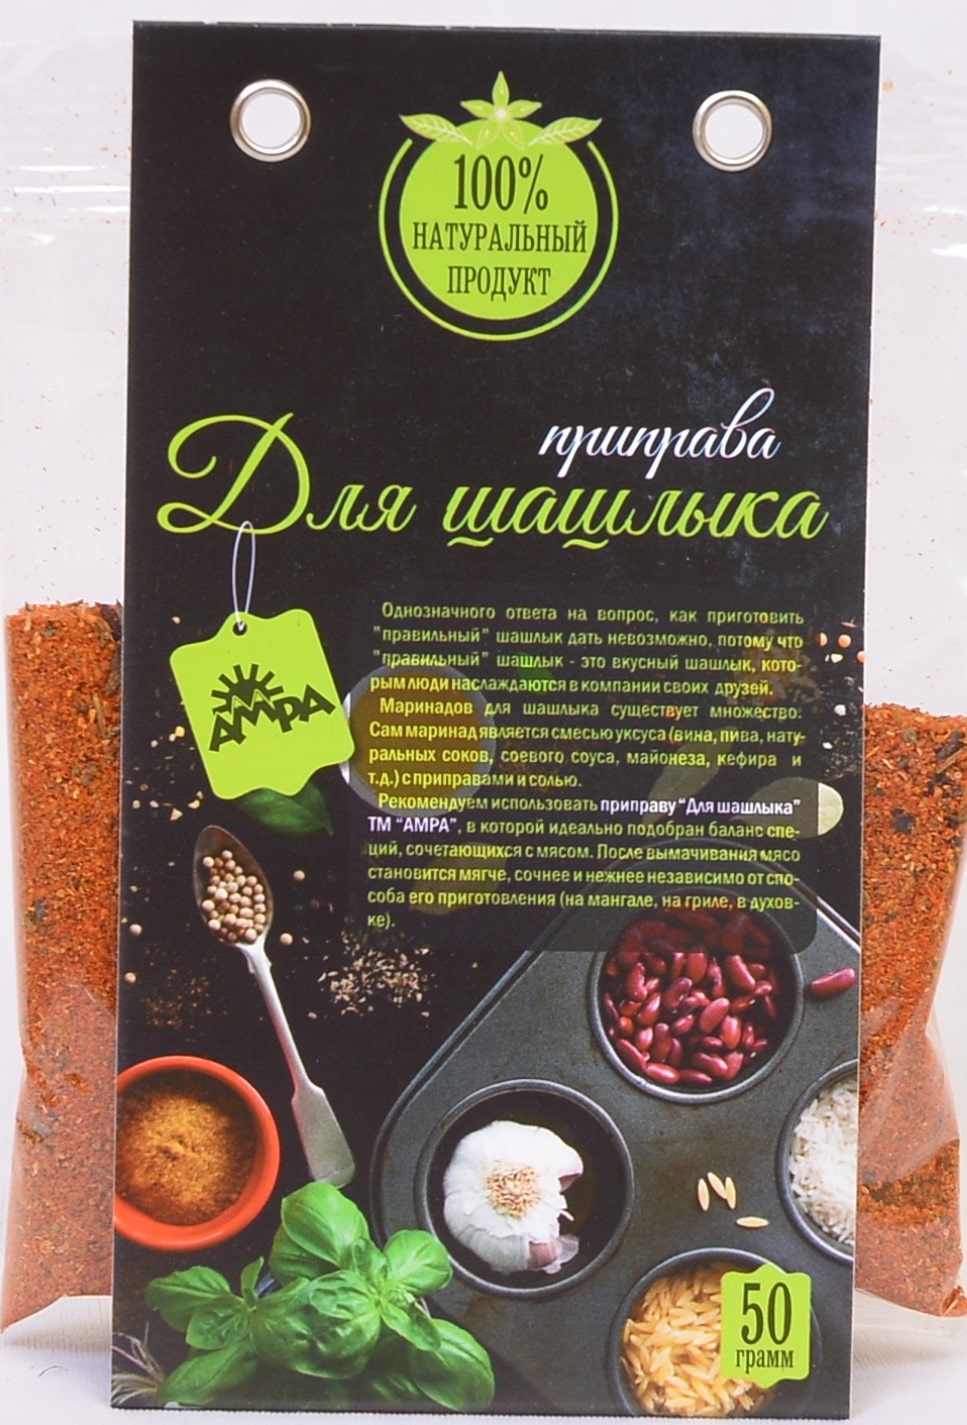 100%
НАТУРАЛЬНЫЙ
ПРОДУКТ
приправа
Для шашлыка
АМРА
Однозначного ответа на вопрос, как приготовить
"правильный" шашлык дать невозможно, потому что
"правильный" шашлык - это вкусный шашлык, кото-
рым люди наслаждаются в компании своих друзей.
Маринадов для шашлыка существует множество.
Сам маринад является смесью уксуса (вина, пива, нату-
ральных соков, соевого соуса, майонеза, кефира и
т.д.) с приправами и солью.
Рекомендуем использовать приправу “Для шашлыка”
ТМ “АМРА”, в которой идеально подобран баланс спе-
ций, сочетающихся с мясом. После вымачивания мясо
становится мягче, сочнее и нежнее независимо от спо-
соба его приготовления (на мангале, на гриле, в духов-
ке).
50
грамм